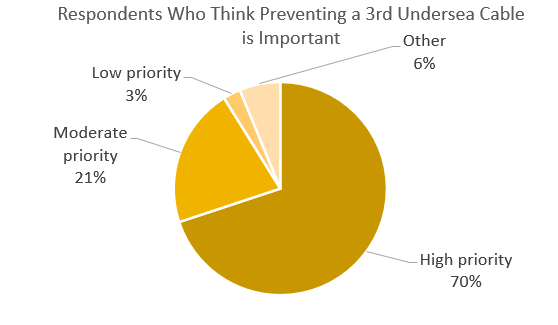 Respondents Who Think Preventing a 3rd Undersea Cable
is Important
Other
6%
Low priority
3%
Moderate
priority
21%
High priority
70%